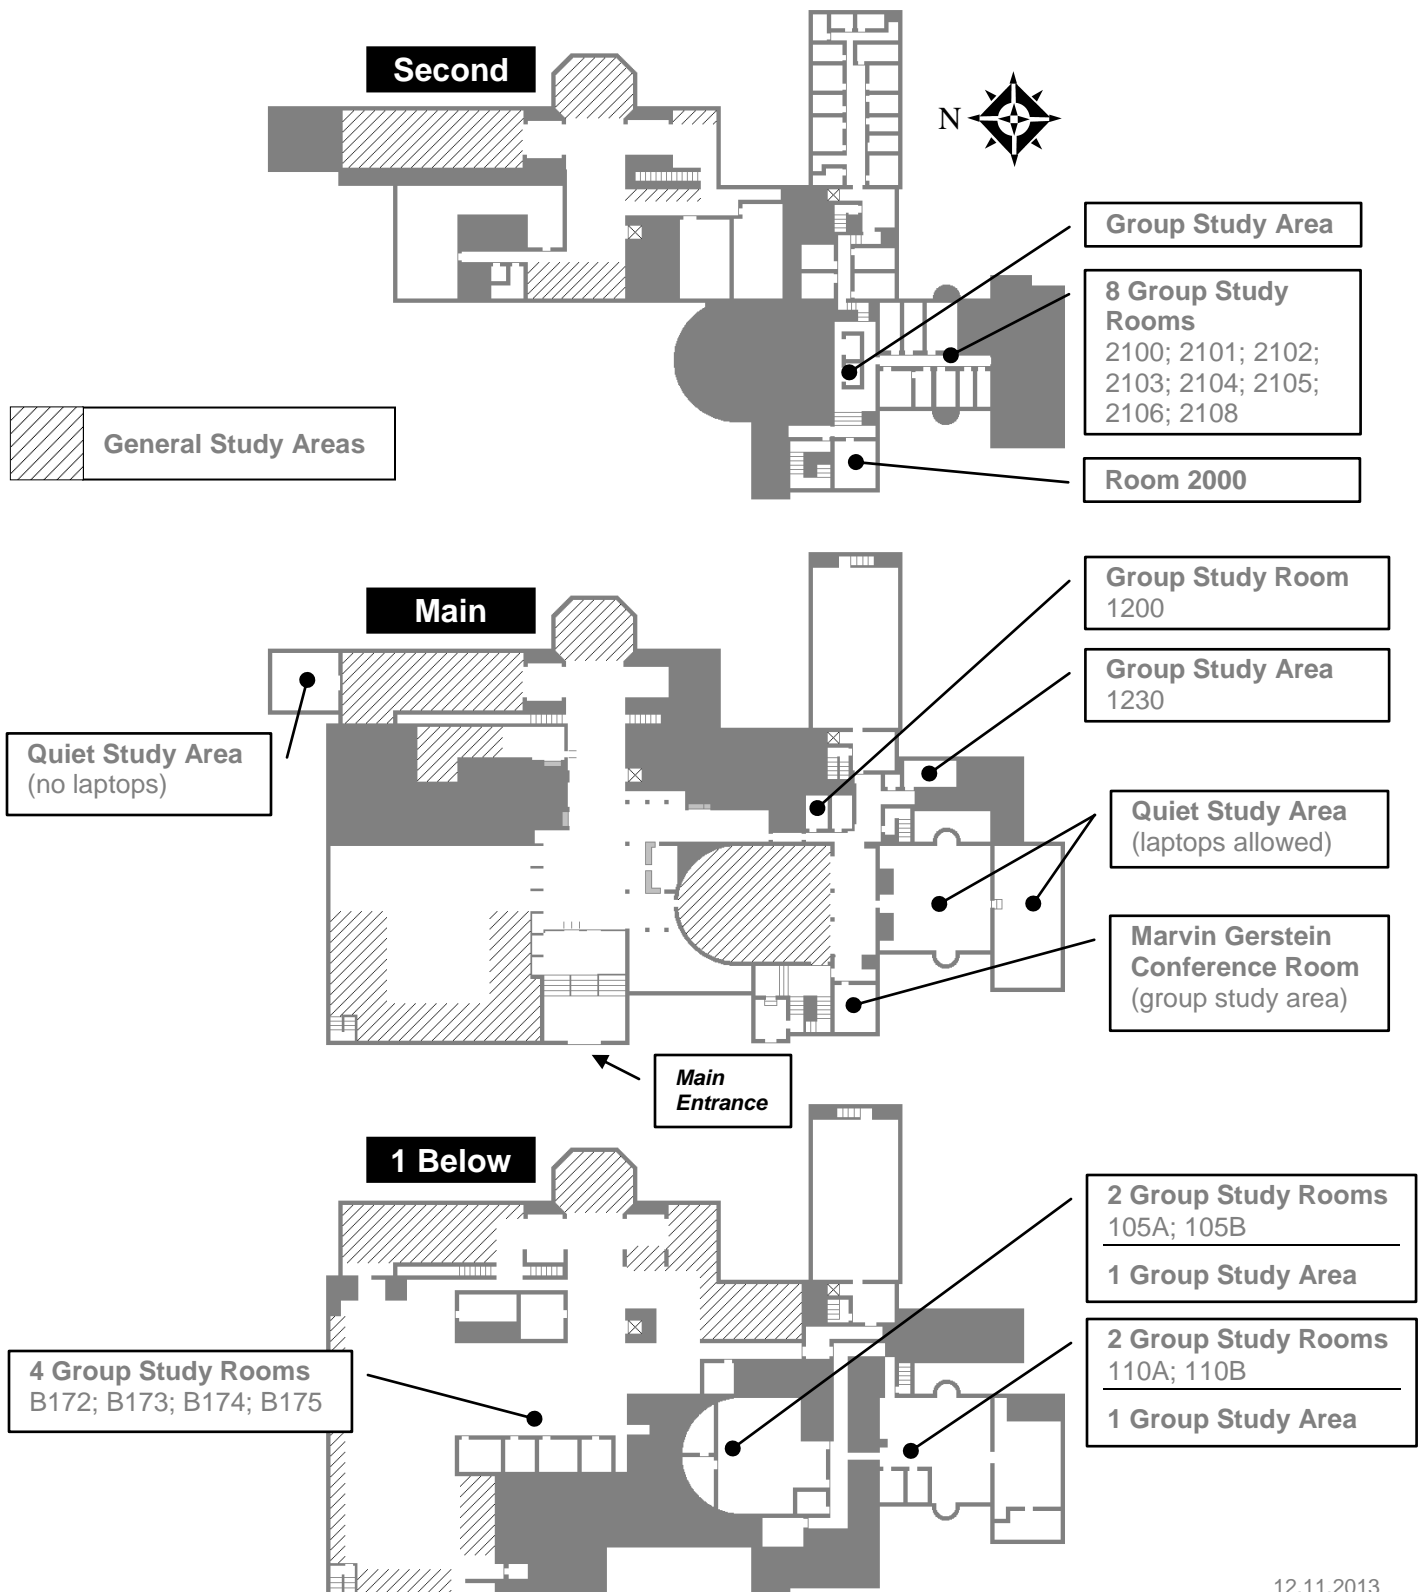 Second
N
Group Study Area
8 Group Study
Rooms
2100; 2101; 2102;
2103; 2104; 2105;
2106; 2108
General Study Areas
Room 2000
Main
Group Study Room
1200
Group Study Area
1230
Quiet Study Area
(no laptops)
Quiet Study Area
(laptops allowed)
Marvin Gerstein
Conference Room
(group study area)
Main
Entrance
1 Below
2 Group Study Rooms
105A; 105B
1 Group Study Area
2 Group Study Rooms
110A; 110B
1 Group Study Area
4 Group Study Rooms
B172; B173; B174; B175
12.11.2013